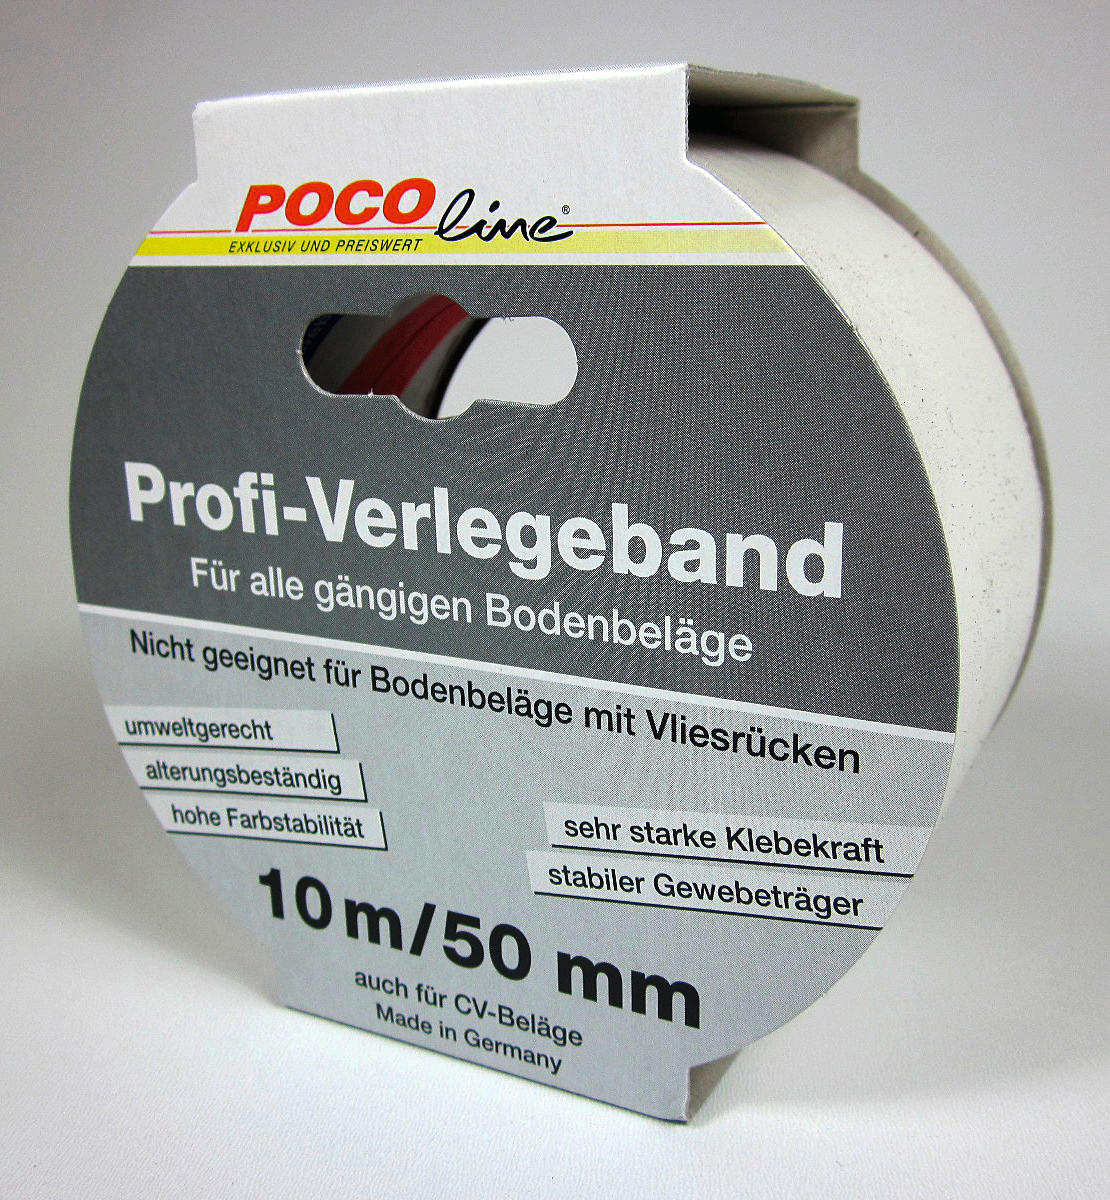 POCO line®
EXKLUSIV UND PREISWERT
Profi-Verlegeband
Für alle gängigen Bodenbeläge
Nicht geeignet für Bodenbeläge mit Vliesrücken
umweltgerecht
alterungsbeständig
hohe Farbstabilität
sehr starke Klebekraft
stabiler Gewebeträger
10 m/50 mm
auch für CV-Beläge
Made in Germany